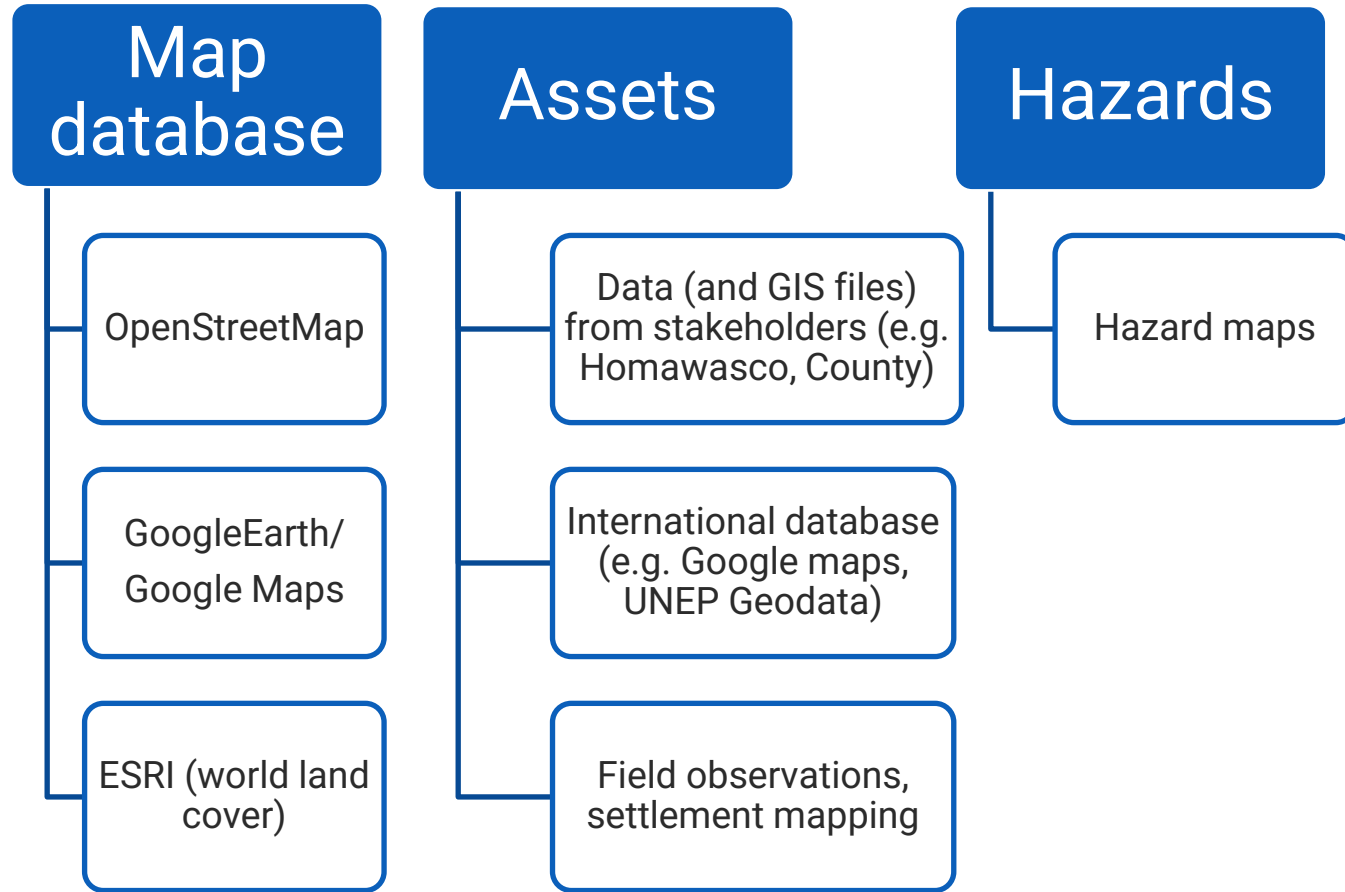 Map
database
OpenStreetMap
GoogleEarth/
Google Maps
ESRI (world land
cover)
Assets
Data (and GIS files)
from stakeholders (e.g.
Homawasco, County)
International database
(e.g. Google maps,
UNEP Geodata)
Field observations,
settlement mapping
Hazards
Hazard maps